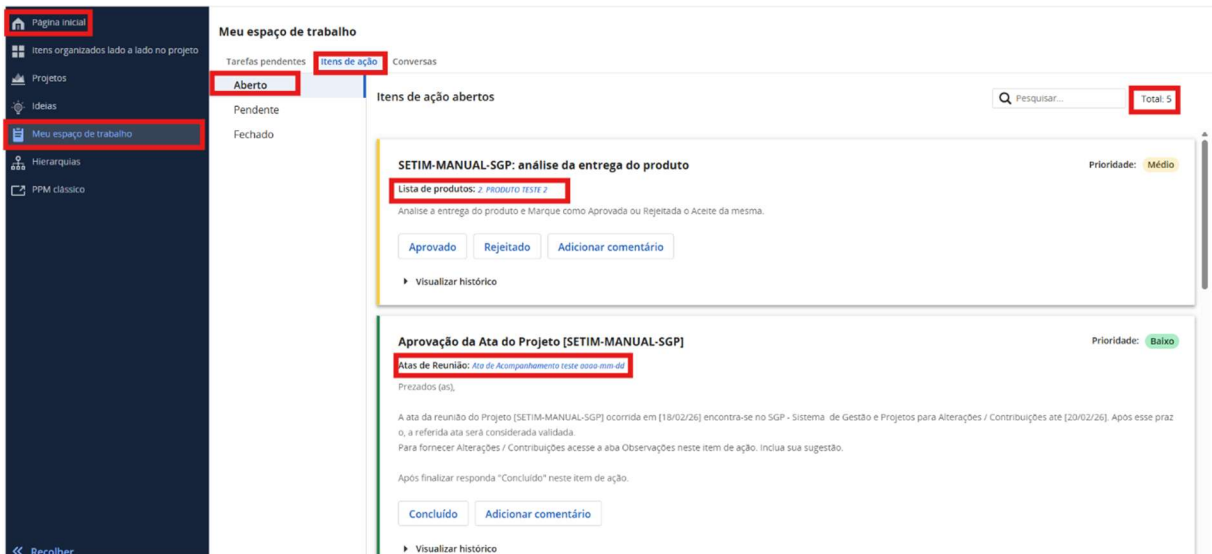 Página inicial
Itens organizados lado a lado no projeto
Projetos
Ideias
Meu espaço de trabalho
Hierarquias
PPM clássico
Recolher
Meu espaço de trabalho
Tarefas pendentes Itens de ação Conversas
Aberto
Pendente
Fechado
Itens de ação abertos
Pesquisar...
Total: 5
SETIM-MANUAL-SGP: análise da entrega do produto
Prioridade: Médio
Lista de produtos: 2. PRODUTO TESTE 2
Analise a entrega do produto e Marque como Aprovada ou Rejeitada o Aceite da mesma.
Aprovado Rejeitado Adicionar comentário
Visualizar histórico
Aprovação da Ata do Projeto [SETIM-MANUAL-SGP]
Prioridade: Baixo
Atas de Reunião: Ata de Acompanhamento teste aaaa-mm-dd
Prezados (as),
A ata da reunião do Projeto [SETIM-MANUAL-SGP] ocorrida em [18/02/26] encontra-se no SGP - Sistema de Gestão e Projetos para Alterações / Contribuições até [20/02/26]. Após esse praz
o, a referida ata será considerada validada.
Para fornecer Alterações / Contribuições acesse a aba Observações neste item de ação. Inclua sua sugestão.
Após finalizar responda "Concluído" neste item de ação.
Concluído Adicionar comentário
Visualizar histórico